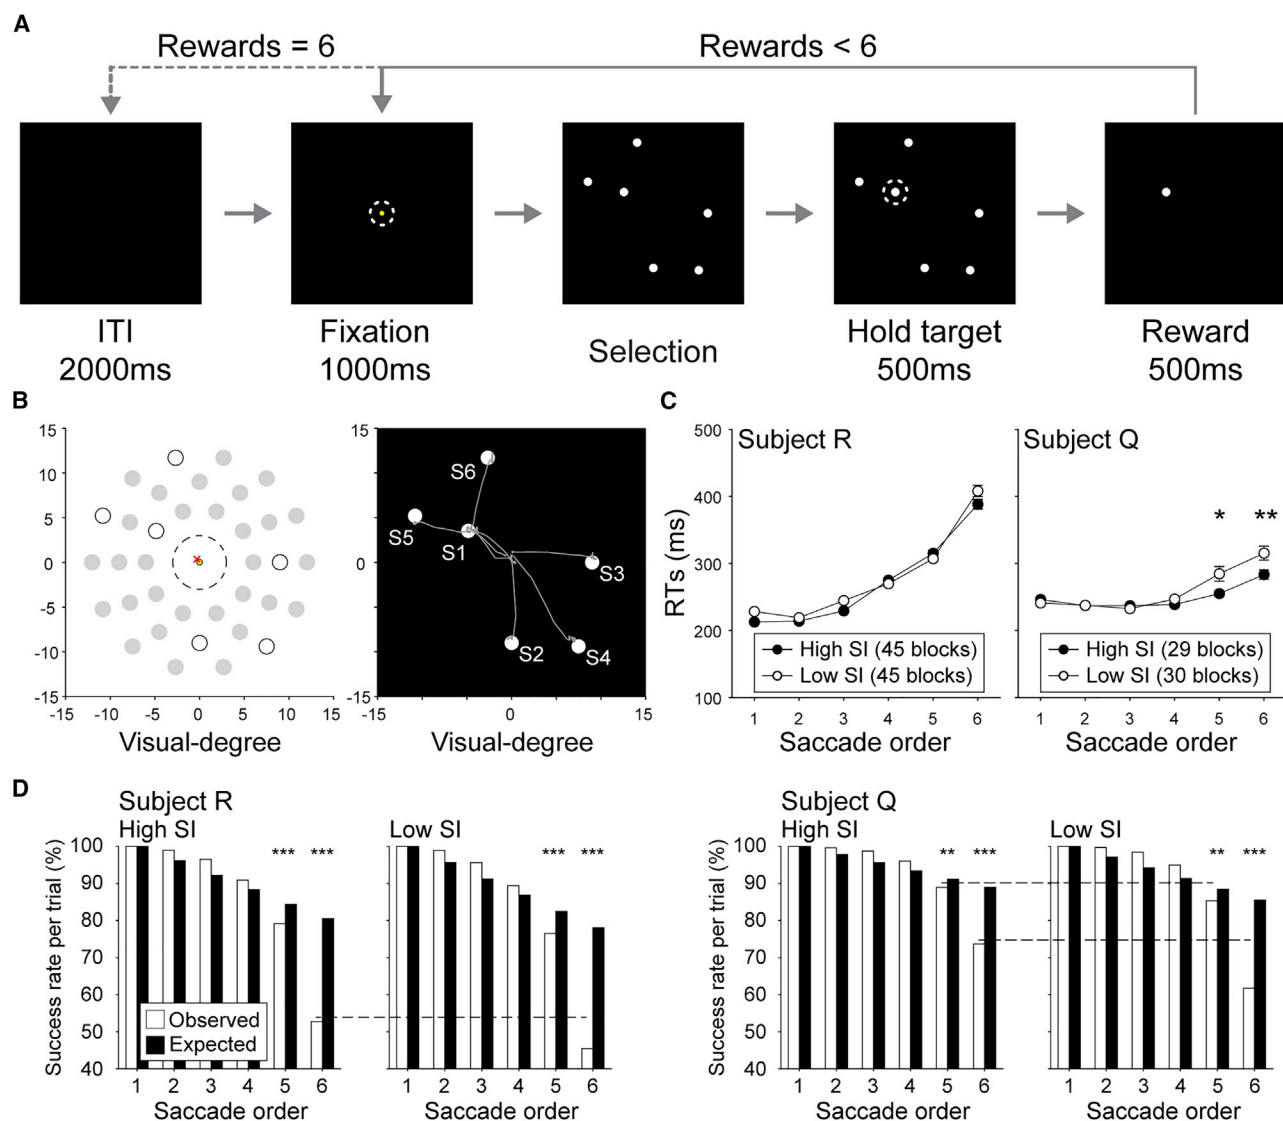 A
Rewards = 6
Rewards < 6
ITI
2000ms
Fixation
1000ms
Selection
Hold target
500ms
Reward
500ms
B
15
10
5
0
-5
-10
-15
-15 -10 -5 0 5 10 15
Visual-degree
15
0
-15
-15 0 15
S6
S5
S1
S3
S2
S4
Visual-degree
C
500
400
300
200
100
RTs (ms)
Subject R
High SI (45 blocks)
Low SI (45 blocks)
1 2 3 4 5 6
Saccade order
Subject Q
* **
High SI (29 blocks)
Low SI (30 blocks)
1 2 3 4 5 6
Saccade order
D
Subject R
High SI
100
90
80
70
60
50
40
Success rate per trial (%)
*** ***
Observed
Expected
1 2 3 4 5 6
Saccade order
Low SI
*** ***
1 2 3 4 5 6
Saccade order
Subject Q
High SI
100
90
80
70
60
50
40
Success rate per trial (%)
** ***
1 2 3 4 5 6
Saccade order
Low SI
** ***
1 2 3 4 5 6
Saccade order